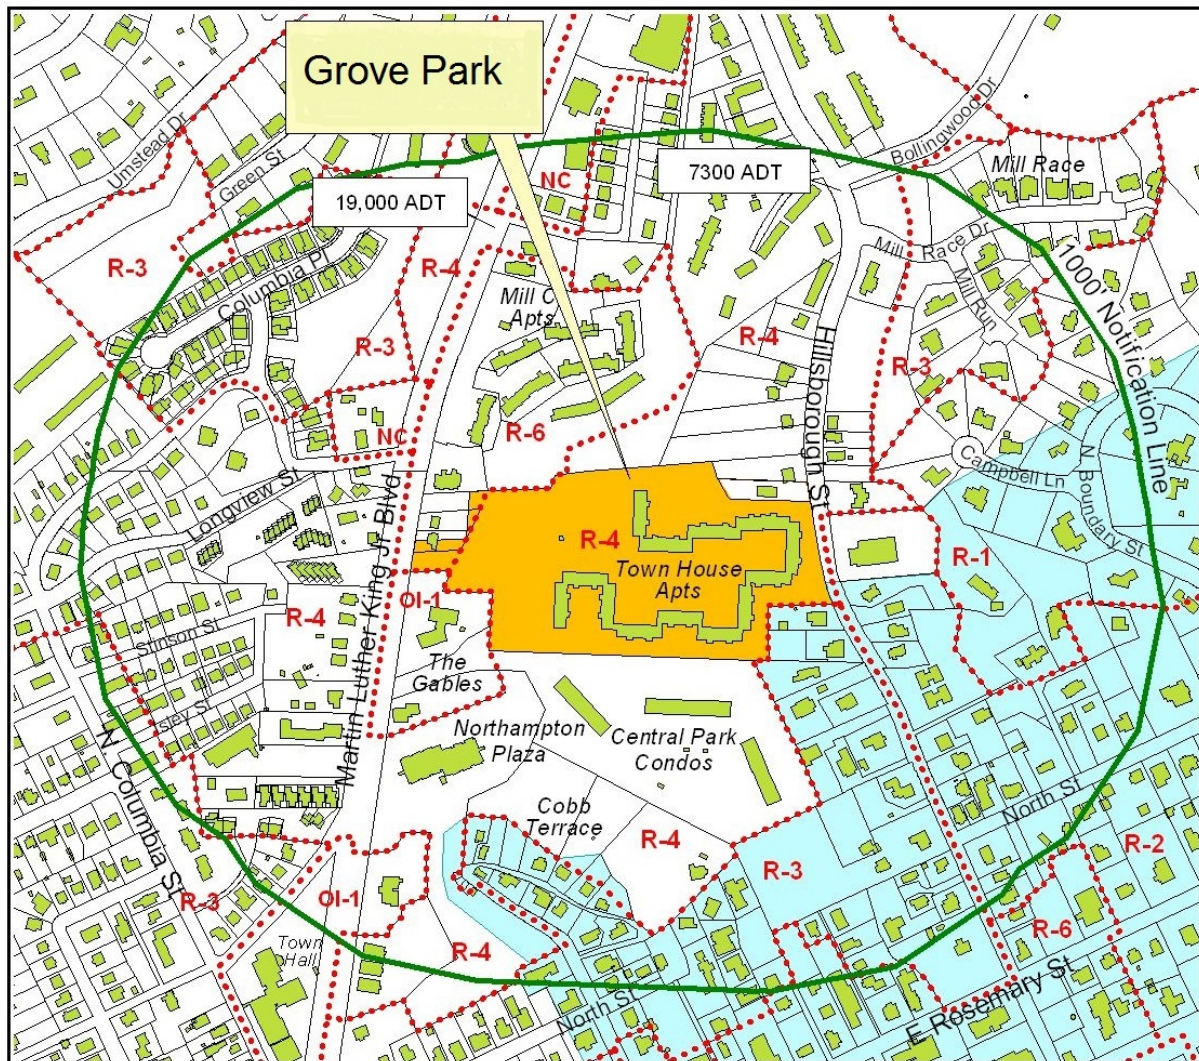 Grove Park
Umstead Dr
Green St
19,000 ADT
NC
7300 ADT
Bolingwood Dr
Mill Race
R-3
Columbia Pl
R-4
Mill C
Apts
Mill Race Dr
Mill Run
1000' Notification Line
R-3
R-4
R-3
Hillsborough St
NC
R-6
Longview St
Campbell Ln
N Boundary St
Martin Luther King Jr Blvd
R-4
Town House
Apts
R-1
OI-1
R-4
Stinson St
The
Gables
Isley St
Northampton
Plaza
Central Park
Condos
N Columbia St
Cobb
Terrace
North St
R-4
R-3
R-2
R-3
OI-1
R-6
Town
Hall
R-4
North St
E Rosemary St